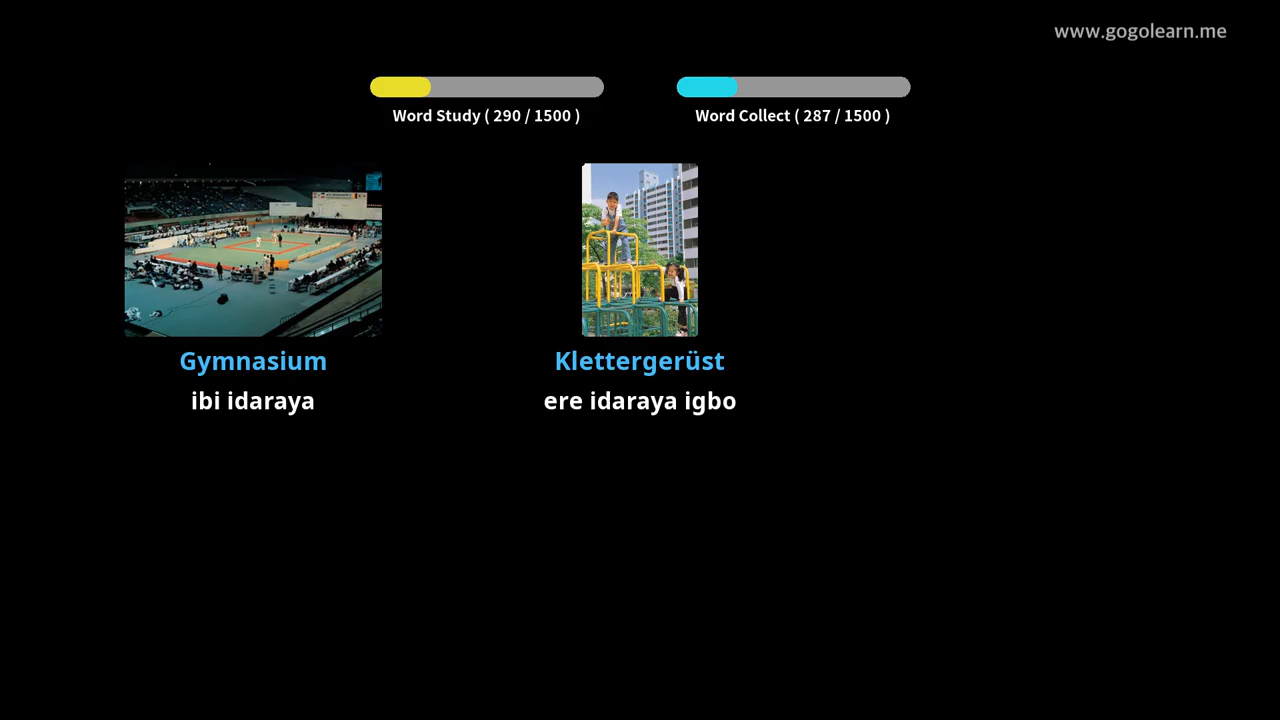 www.gogolearn.me
Word Study ( 290 / 1500 )
Word Collect ( 287 / 1500 )
Gymnasium
Klettergerüst
ibi idaraya
ere idaraya igbo